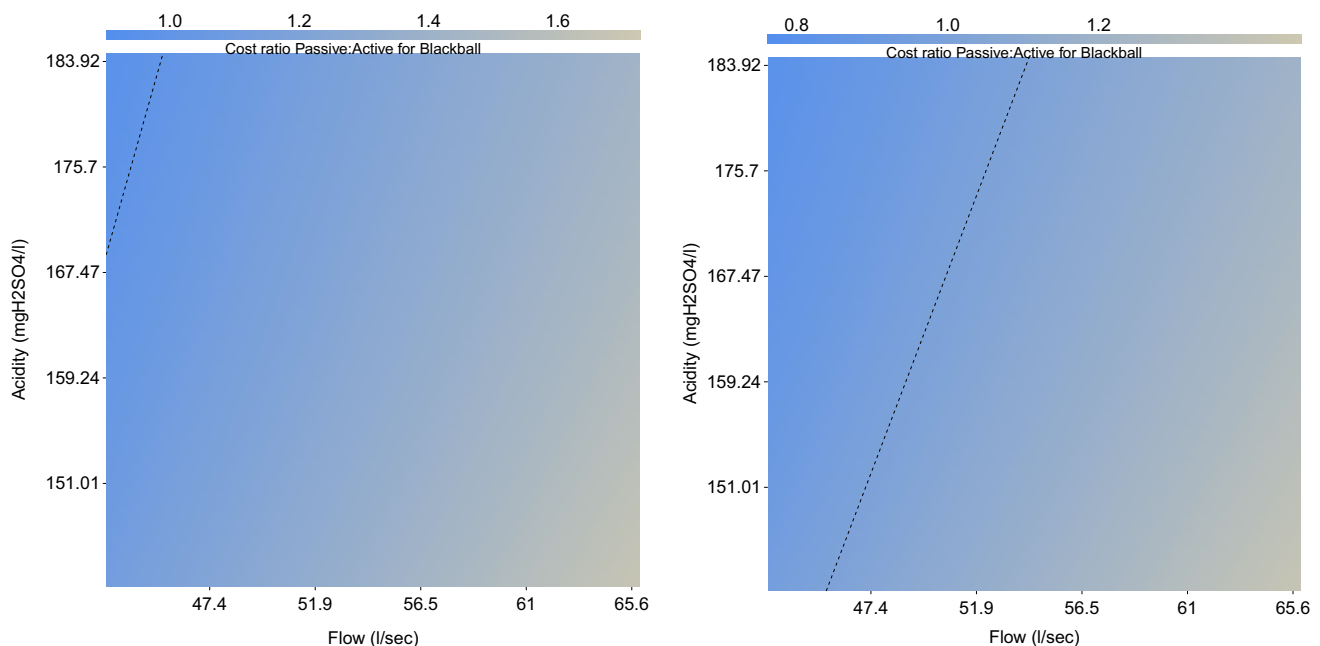 1.0 1.2 1.4 1.6
Cost ratio Passive:Active for Blackball
183.92
175.7
167.47
159.24
151.01
Acidity (mgH2SO4/l)
47.4 51.9 56.5 61 65.6
Flow (l/sec)
0.8 1.0 1.2
Cost ratio Passive:Active for Blackball
183.92
175.7
167.47
159.24
151.01
Acidity (mgH2SO4/l)
47.4 51.9 56.5 61 65.6
Flow (l/sec)